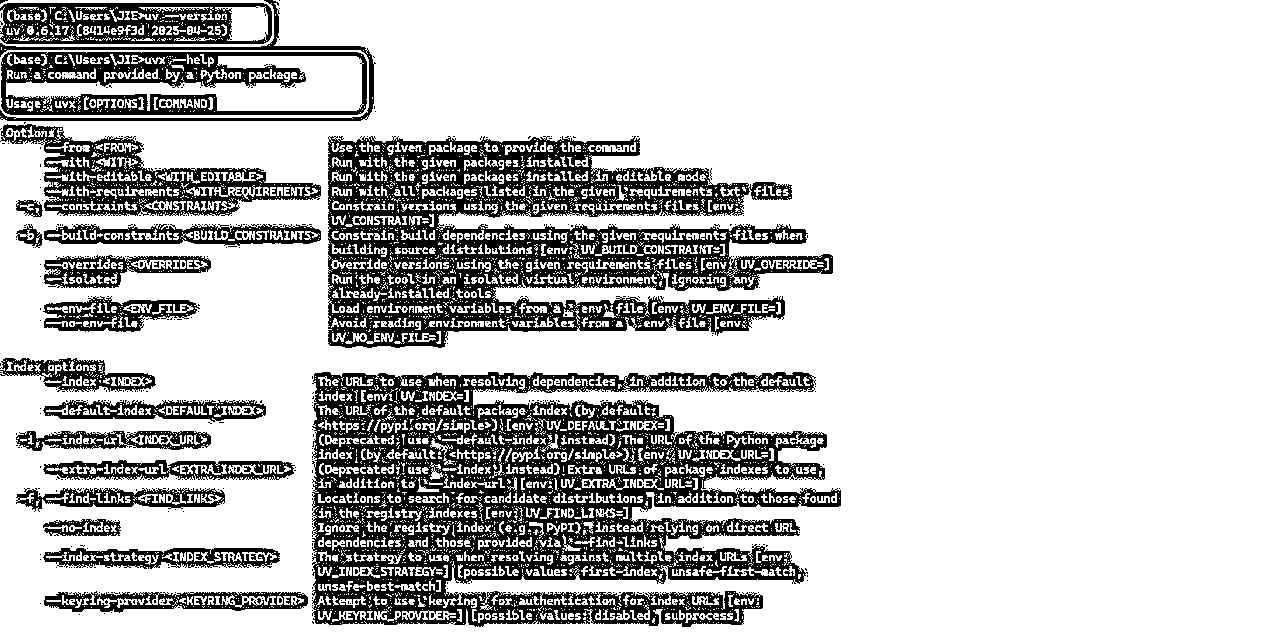 (base) C:\Users\JIE>uv --version
uv 0.6.17 (8414e9f3d 2025-04-25)
(base) C:\Users\JIE>uvx --help
Run a command provided by a Python package.
Usage: uvx [OPTIONS] [COMMAND]
Options:
--from <FROM> Use the given package to provide the command
--with <WITH> Run with the given packages installed
--with-editable <WITH_EDITABLE> Run with the given packages installed in editable mode
--with-requirements <WITH_REQUIREMENTS> Run with all packages listed in the given `requirements.txt` files
-c, --constraints <CONSTRAINTS> Constrain versions using the given requirements files [env:
UV_CONSTRAINT=]
-b, --build-constraints <BUILD_CONSTRAINTS> Constrain build dependencies using the given requirements files when
building source distributions [env: UV_BUILD_CONSTRAINT=]
--overrides <OVERRIDES> Override versions using the given requirements files [env: UV_OVERRIDE=]
--isolated Run the tool in an isolated virtual environment, ignoring any
already-installed tools
--env-file <ENV_FILE> Load environment variables from a `.env` file [env: UV_ENV_FILE=]
--no-env-file Avoid reading environment variables from a `.env` file [env:
UV_NO_ENV_FILE=]
Index options:
--index <INDEX> The URLs to use when resolving dependencies, in addition to the default
index [env: UV_INDEX=]
--default-index <DEFAULT_INDEX> The URL of the default package index (by default:
<https://pypi.org/simple>) [env: UV_DEFAULT_INDEX=]
-i, --index-url <INDEX_URL> (Deprecated: use `--default-index` instead) The URL of the Python package
index (by default: <https://pypi.org/simple>) [env: UV_INDEX_URL=]
--extra-index-url <EXTRA_INDEX_URL> (Deprecated: use `--index` instead) Extra URLs of package indexes to use,
in addition to `--index-url` [env: UV_EXTRA_INDEX_URL=]
-f, --find-links <FIND_LINKS> Locations to search for candidate distributions, in addition to those found
in the registry indexes [env: UV_FIND_LINKS=]
--no-index Ignore the registry index (e.g., PyPI), instead relying on direct URL
dependencies and those provided via `--find-links`
--index-strategy <INDEX_STRATEGY> The strategy to use when resolving against multiple index URLs [env:
UV_INDEX_STRATEGY=] [possible values: first-index, unsafe-first-match,
unsafe-best-match]
--keyring-provider <KEYRING_PROVIDER> Attempt to use `keyring` for authentication for index URLs [env:
UV_KEYRING_PROVIDER=] [possible values: disabled, subprocess]